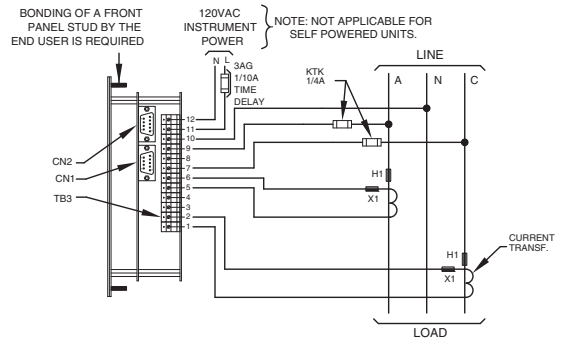 BONDING OF A FRONT
PANEL STUD BY THE
END USER IS REQUIRED
120VAC
INSTRUMENT
POWER
NOTE: NOT APPLICABLE FOR
SELF POWERED UNITS.
N L
3AG
1/10A
TIME
DELAY
KTK
1/4A
LINE
A
N
C
12
11
10
9
8
7
6
5
4
3
2
1
CN2
CN1
TB3
H1
X1
H1
X1
CURRENT
TRANSF.
LOAD